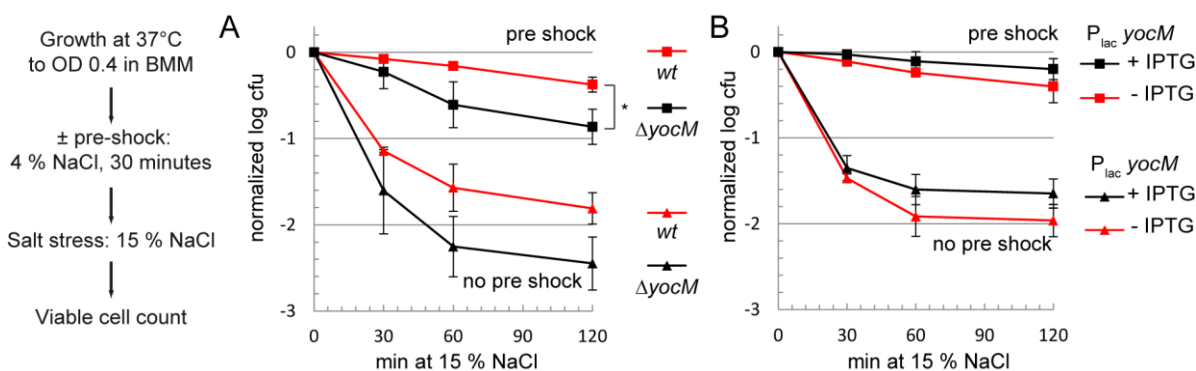 Growth at 37°C
to OD 0.4 in BMM
± pre-shock:
4 % NaCl, 30 minutes
Salt stress: 15 % NaCl
Viable cell count
A
pre shock
0
-1
-2
-3
normalized log cfu
no pre shock
0
30
60
90
120
min at 15 % NaCl
*
wt
ΔyocM
wt
ΔyocM
B
pre shock
0
-1
-2
-3
normalized log cfu
no pre shock
0
30
60
90
120
min at 15 % NaCl
Plac yocM
+ IPTG
- IPTG
Plac yocM
+ IPTG
- IPTG